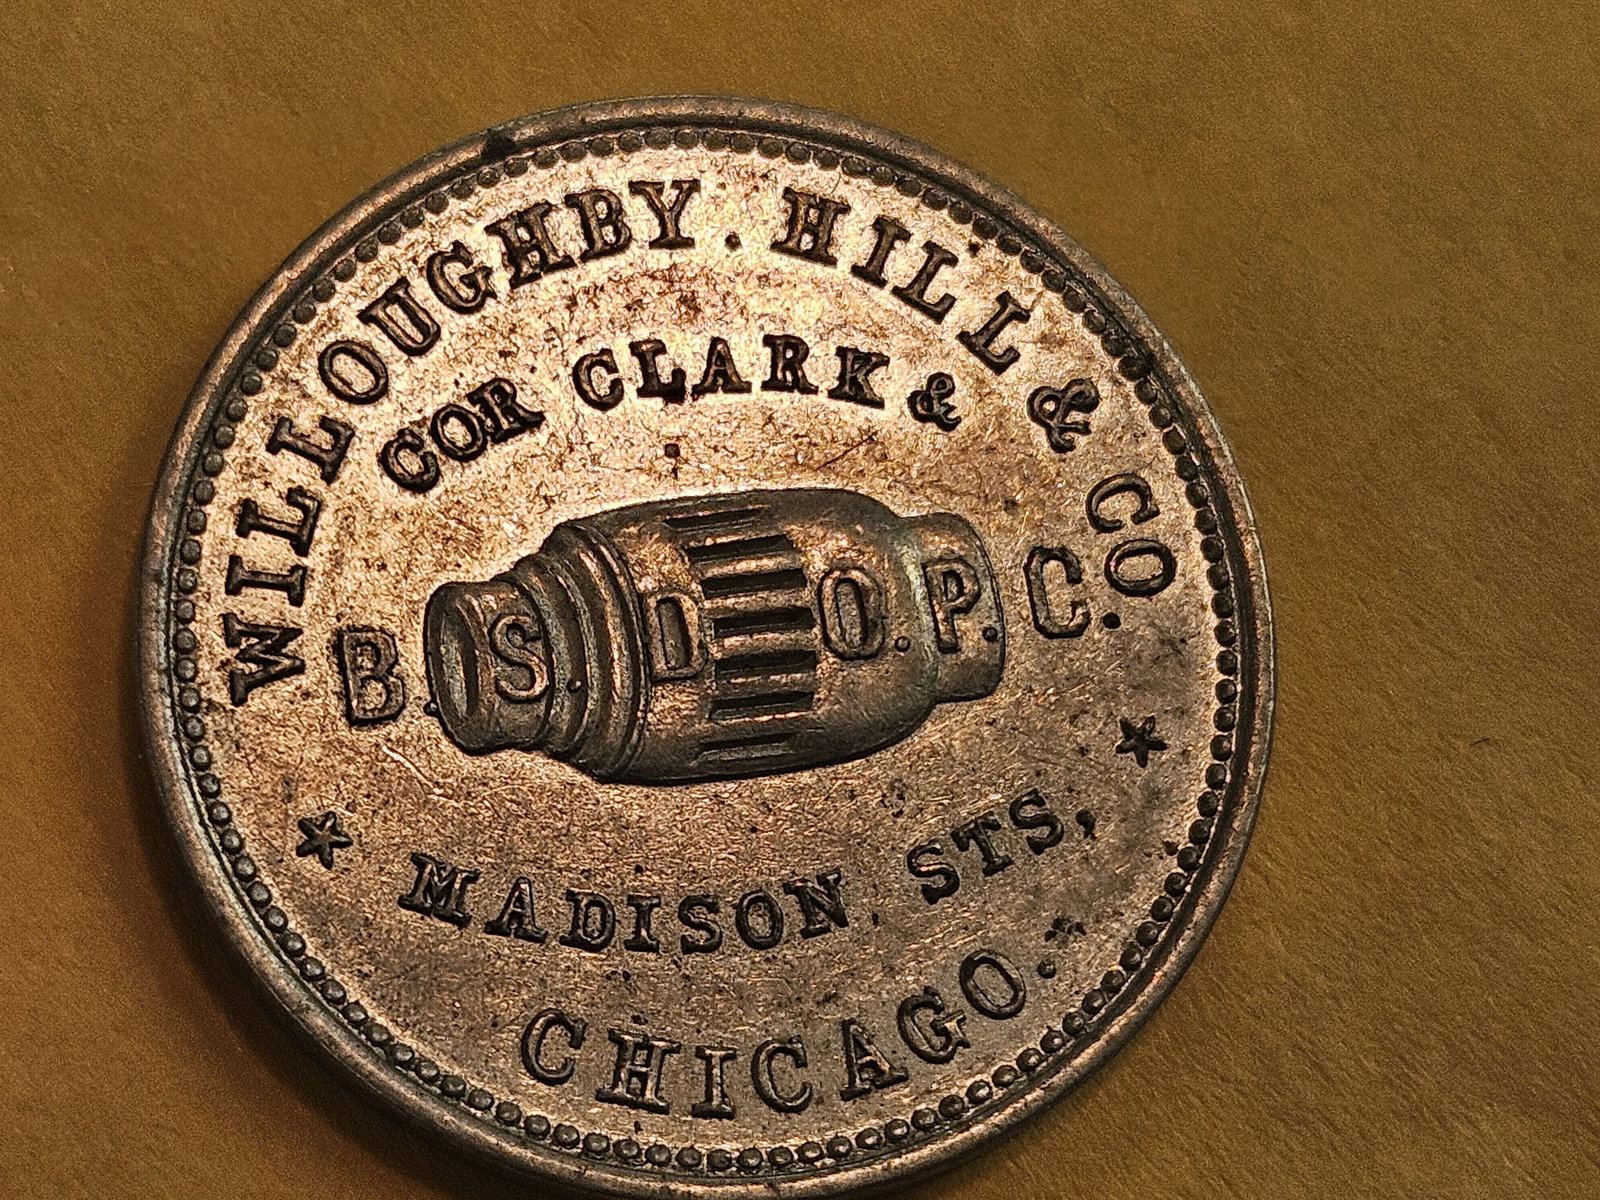 WILLOUGHBY. HILL & CO.
COR CLARK &
B. S. D. O. P. C.
MADISON STS,
CHICAGO.